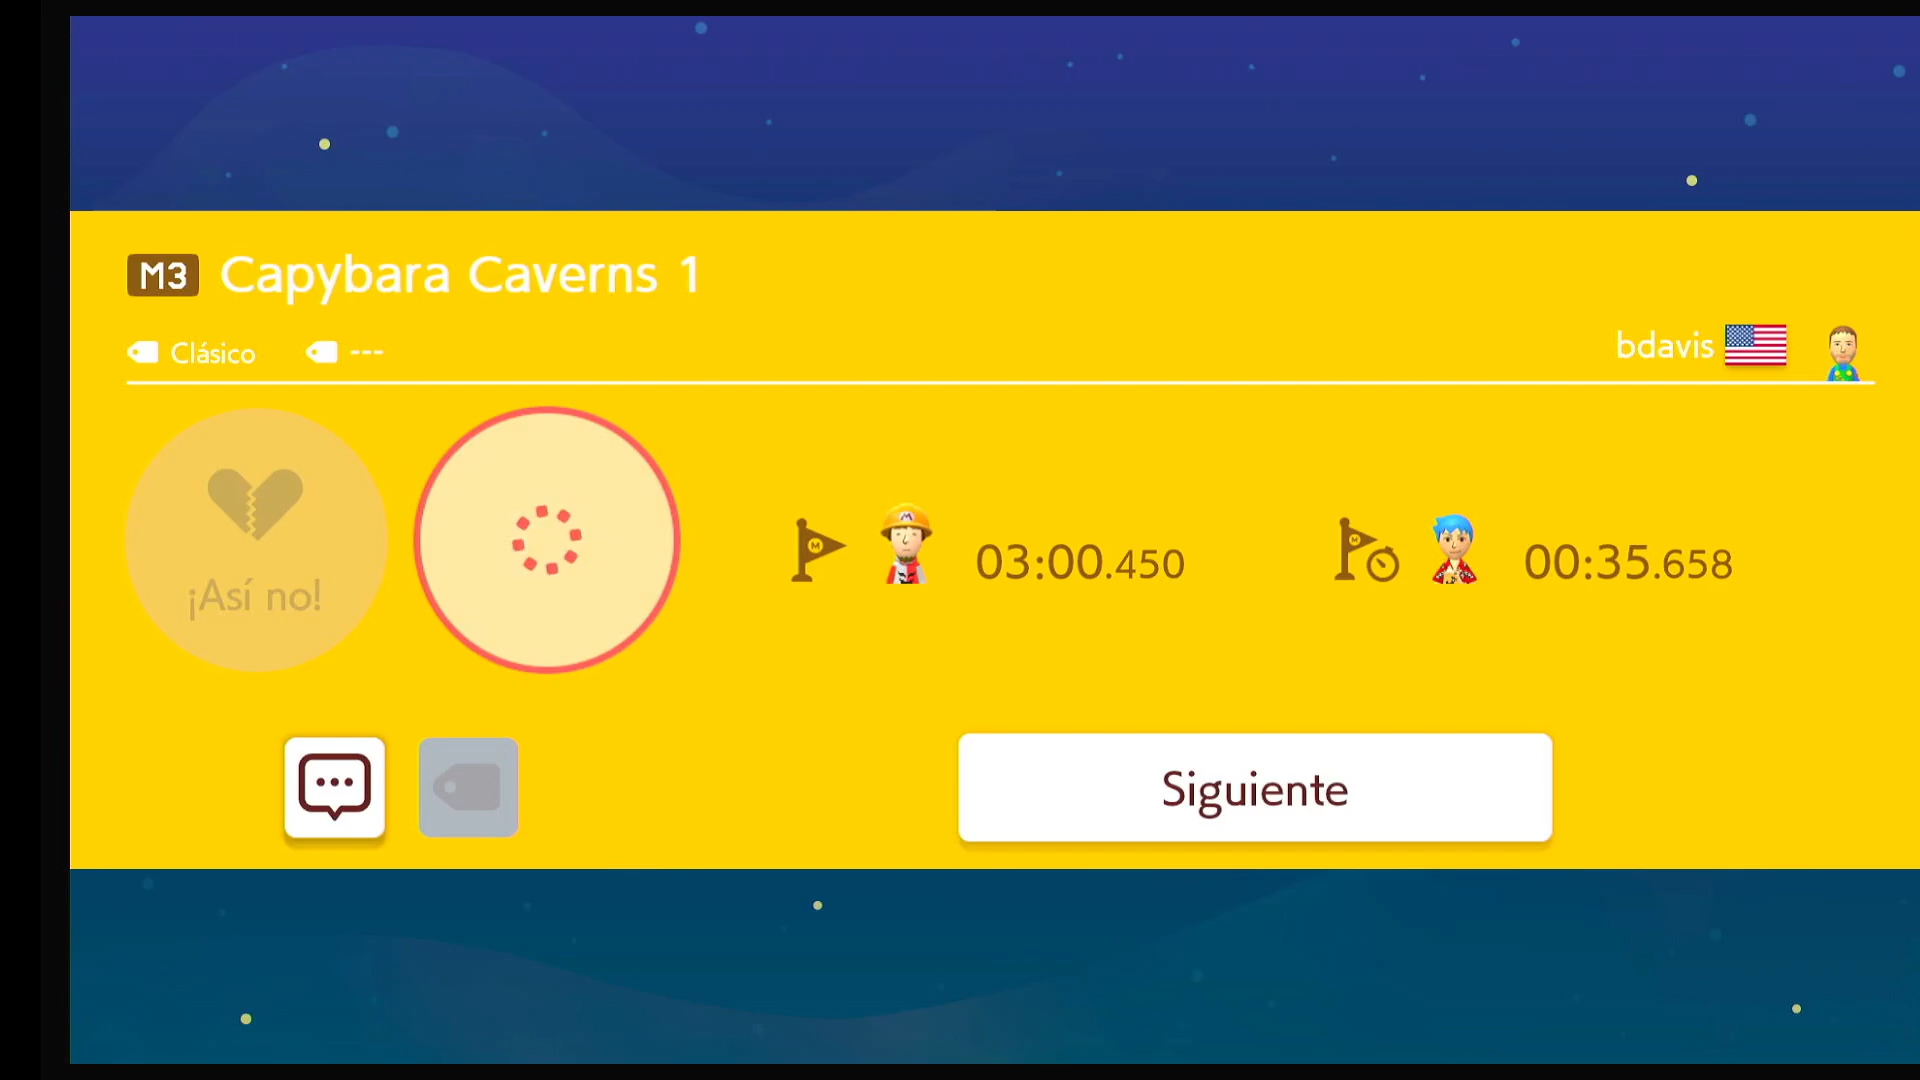 M3 Capybara Caverns 1
Clásico ---
bdavis
¡Así no!
03:00.450
00:35.658
Siguiente